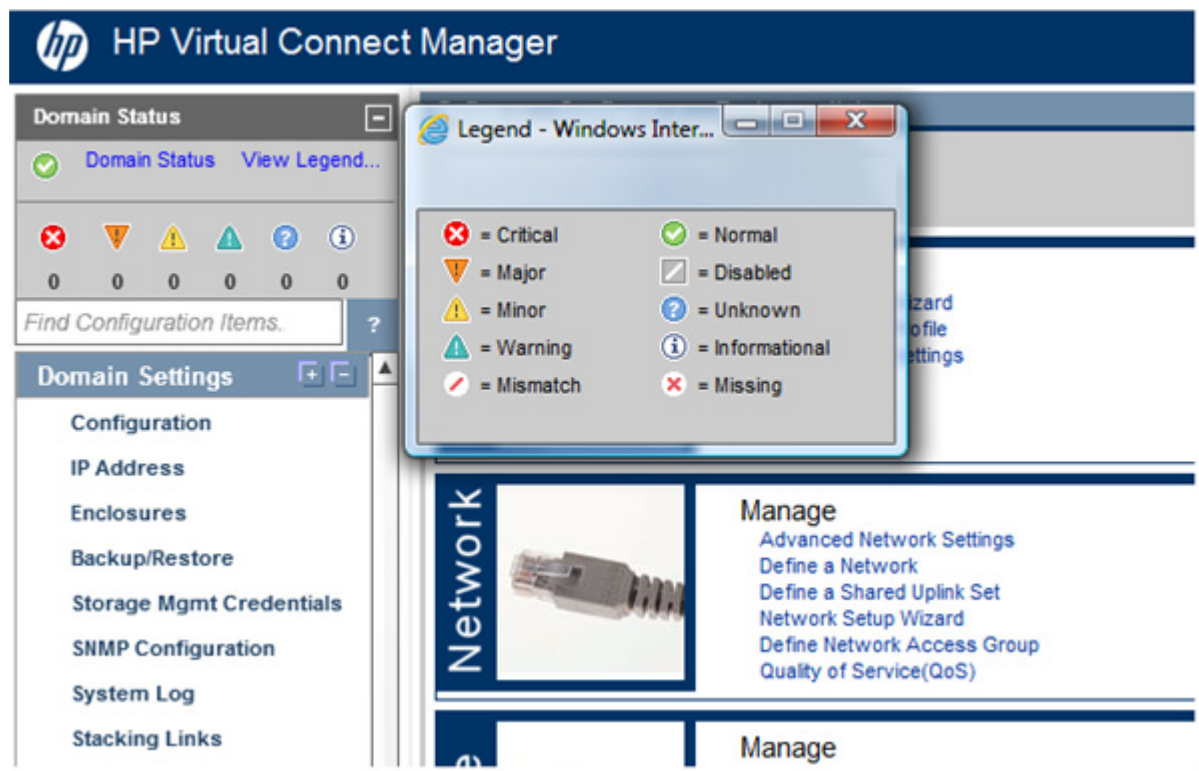 hp HP Virtual Connect Manager
Domain Status
Domain Status View Legend...
0 0 0 0 0 0
Find Configuration Items..
?
Domain Settings
Configuration
IP Address
Enclosures
Backup/Restore
Storage Mgmt Credentials
SNMP Configuration
System Log
Stacking Links
Legend - Windows Inter...
= Critical
= Normal
= Major
= Disabled
= Minor
= Unknown
= Warning
= Informational
= Mismatch
= Missing
Network
Manage
Advanced Network Settings
Define a Network
Define a Shared Uplink Set
Network Setup Wizard
Define Network Access Group
Quality of Service(QoS)
Manage